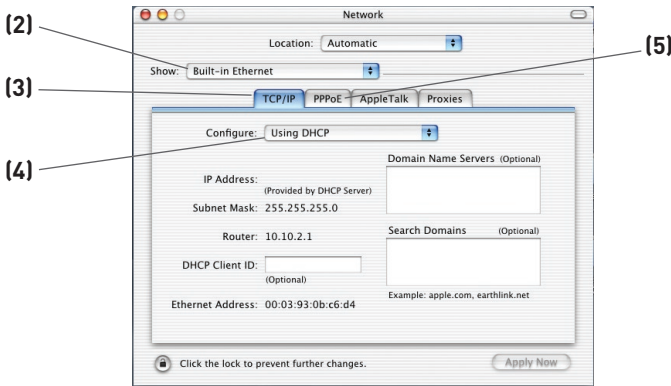 Network
(2)
Location: Automatic
(5)
Show: Built-in Ethernet
(3)
TCP/IP PPPoE AppleTalk Proxies
Configure: Using DHCP
(4)
Domain Name Servers (Optional)
IP Address:
(Provided by DHCP Server)
Subnet Mask: 255.255.255.0
Router: 10.10.2.1
Search Domains (Optional)
DHCP Client ID:
(Optional)
Example: apple.com, earthlink.net
Ethernet Address: 00:03:93:0b:c6:d4
Click the lock to prevent further changes.
Apply Now